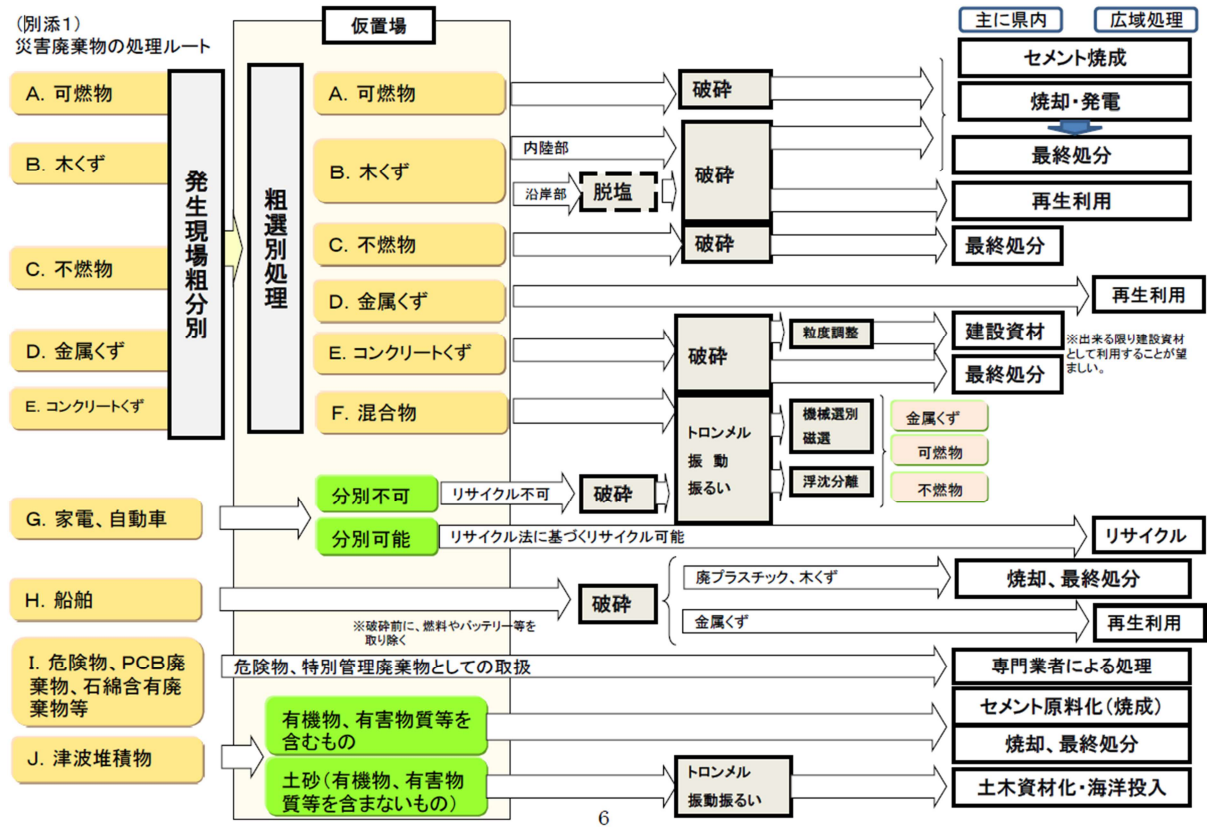 (別添1)
災害廃棄物の処理ルート
仮置場
主に県内
広域処理
A. 可燃物
B. 木くず
C. 不燃物
D. 金属くず
E. コンクリートくず
発生現場粗分別
粗選別処理
A. 可燃物
B. 木くず
C. 不燃物
D. 金属くず
E. コンクリートくず
F. 混合物
内陸部
沿岸部
脱塩
破砕
破砕
破砕
破砕
セメント焼成
焼却・発電
最終処分
再生利用
最終処分
再生利用
粒度調整
建設資材
※出来る限り建設資材
として利用することが望
ましい。
最終処分
トロンメル
振 動
振るい
機械選別
磁選
浮沈分離
金属くず
可燃物
不燃物
G. 家電、自動車
分別不可
リサイクル不可
破砕
分別可能
リサイクル法に基づくリサイクル可能
リサイクル
H. 船舶
※破砕前に、燃料やバッテリー等を
取り除く
破砕
廃プラスチック、木くず
焼却、最終処分
金属くず
再生利用
I. 危険物、PCB廃
棄物、石綿含有廃
棄物等
危険物、特別管理廃棄物としての取扱
専門業者による処理
J. 津波堆積物
有機物、有害物質等を
含むもの
セメント原料化(焼成)
焼却、最終処分
土砂(有機物、有害物
質等を含まないもの)
トロンメル
振動振るい
土木資材化・海洋投入
6